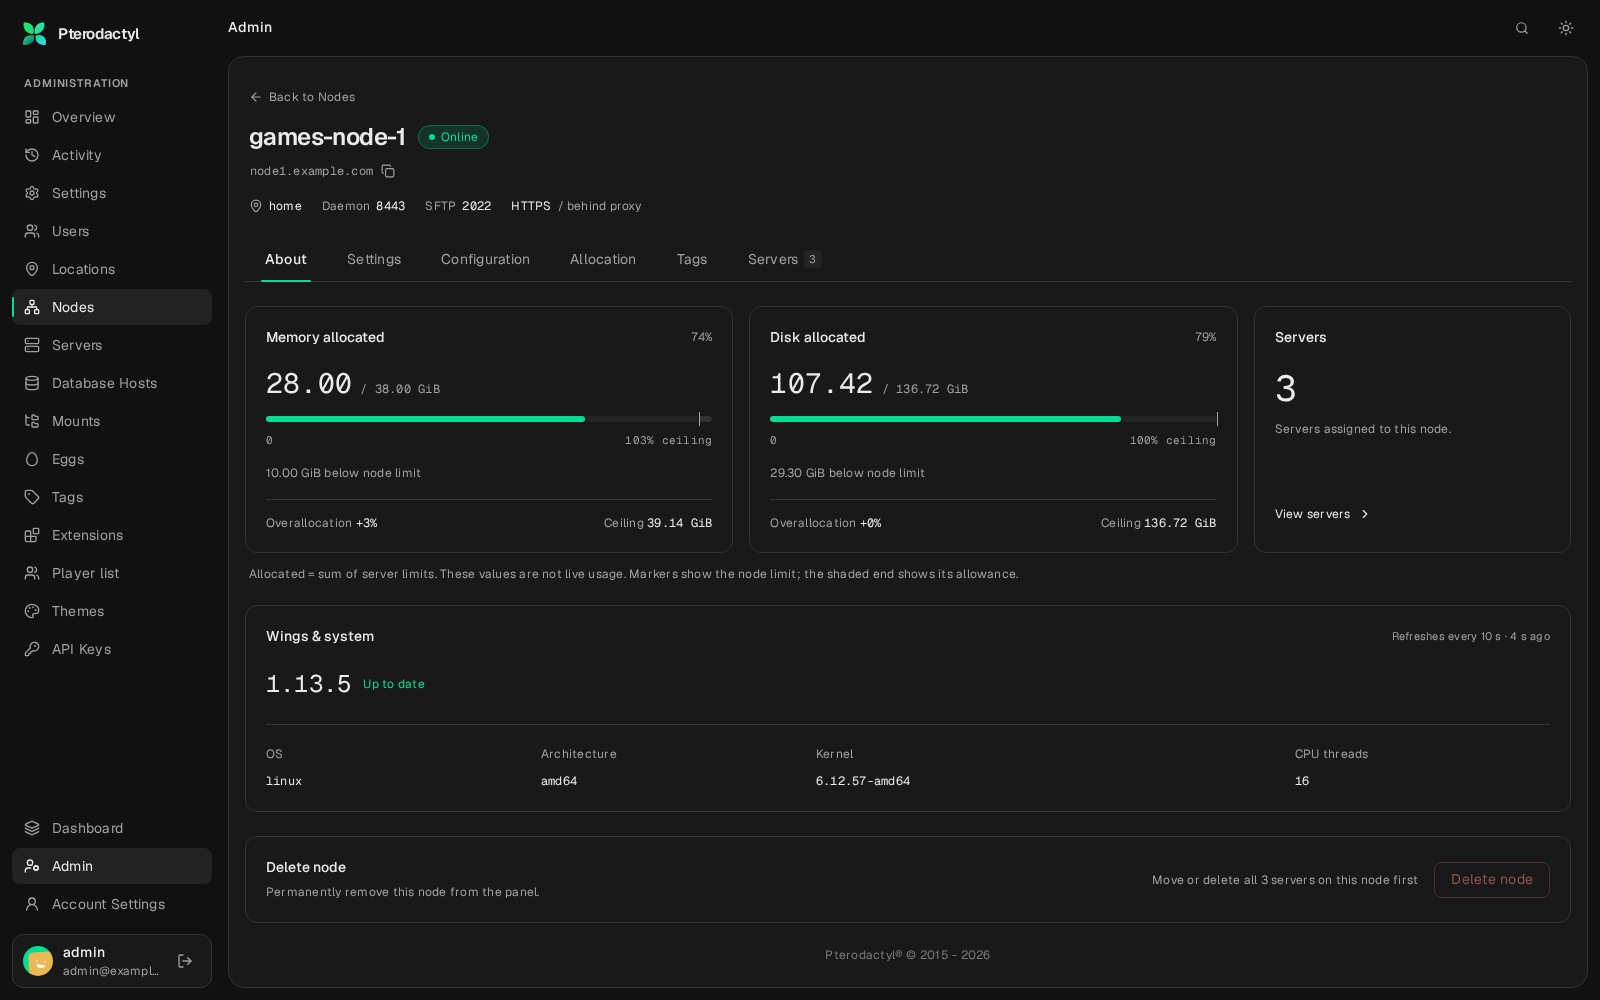 Pterodactyl
Admin
ADMINISTRATION
Overview
Activity
Settings
Users
Locations
Nodes
Servers
Database Hosts
Mounts
Eggs
Tags
Extensions
Player list
Themes
API Keys
Dashboard
Admin
Account Settings
admin
admin@exampl…
Back to Nodes
games-node-1 Online
node1.example.com
home Daemon 8443 SFTP 2022 HTTPS / behind proxy
About Settings Configuration Allocation Tags Servers 3
Memory allocated 74%
28.00 / 38.00 GiB
0 103% ceiling
10.00 GiB below node limit
Overallocation +3% Ceiling 39.14 GiB
Disk allocated 79%
107.42 / 136.72 GiB
0 100% ceiling
29.30 GiB below node limit
Overallocation +0% Ceiling 136.72 GiB
Servers
3
Servers assigned to this node.
View servers
Allocated = sum of server limits. These values are not live usage. Markers show the node limit; the shaded end shows its allowance.
Wings & system Refreshes every 10 s · 4 s ago
1.13.5 Up to date
OS Architecture Kernel CPU threads
linux amd64 6.12.57-amd64 16
Delete node
Permanently remove this node from the panel.
Move or delete all 3 servers on this node first Delete node
Pterodactyl® © 2015 - 2026